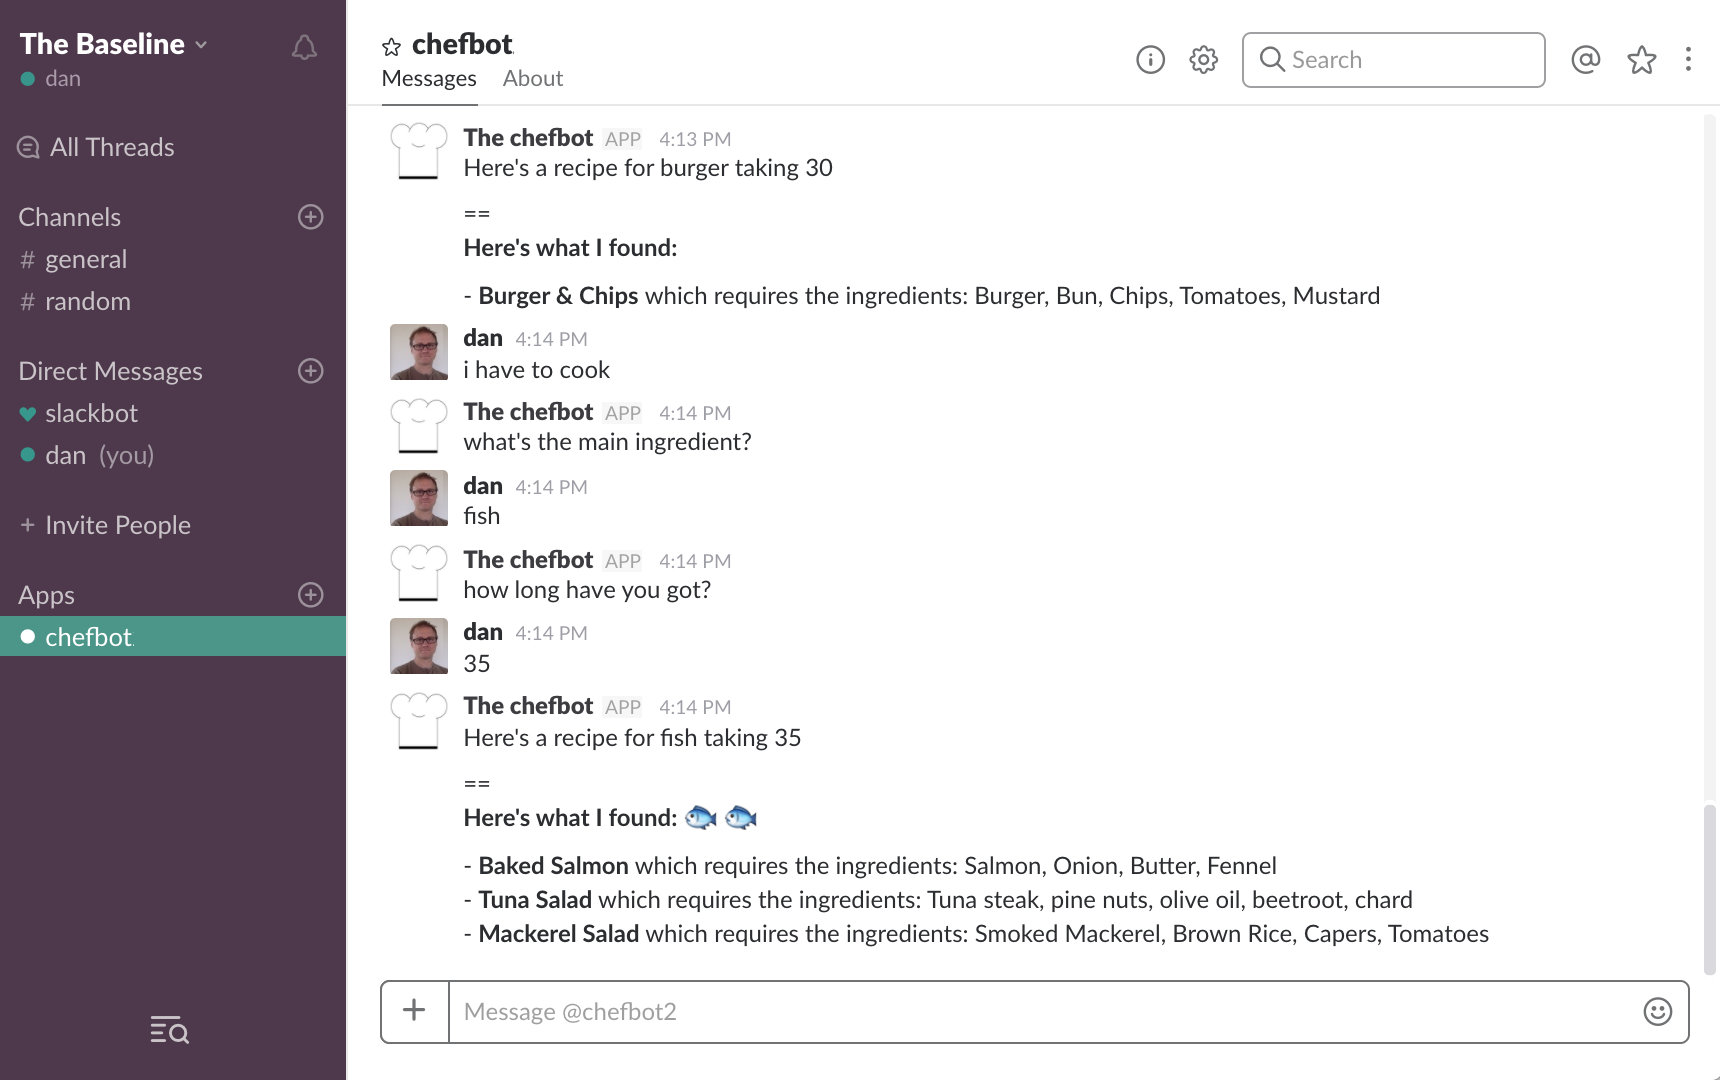 The Baseline
dan
All Threads
Channels
# general
# random
Direct Messages
slackbot
dan (you)
+ Invite People
Apps
chefbot
chefbot
Messages About
Search
The chefbot APP 4:13 PM
Here's a recipe for burger taking 30
==
Here's what I found:
- Burger & Chips which requires the ingredients: Burger, Bun, Chips, Tomatoes, Mustard
dan 4:14 PM
i have to cook
The chefbot APP 4:14 PM
what's the main ingredient?
dan 4:14 PM
fish
The chefbot APP 4:14 PM
how long have you got?
dan 4:14 PM
35
The chefbot APP 4:14 PM
Here's a recipe for fish taking 35
==
Here's what I found: 🐟 🐟
- Baked Salmon which requires the ingredients: Salmon, Onion, Butter, Fennel
- Tuna Salad which requires the ingredients: Tuna steak, pine nuts, olive oil, beetroot, chard
- Mackerel Salad which requires the ingredients: Smoked Mackerel, Brown Rice, Capers, Tomatoes
Message @chefbot2